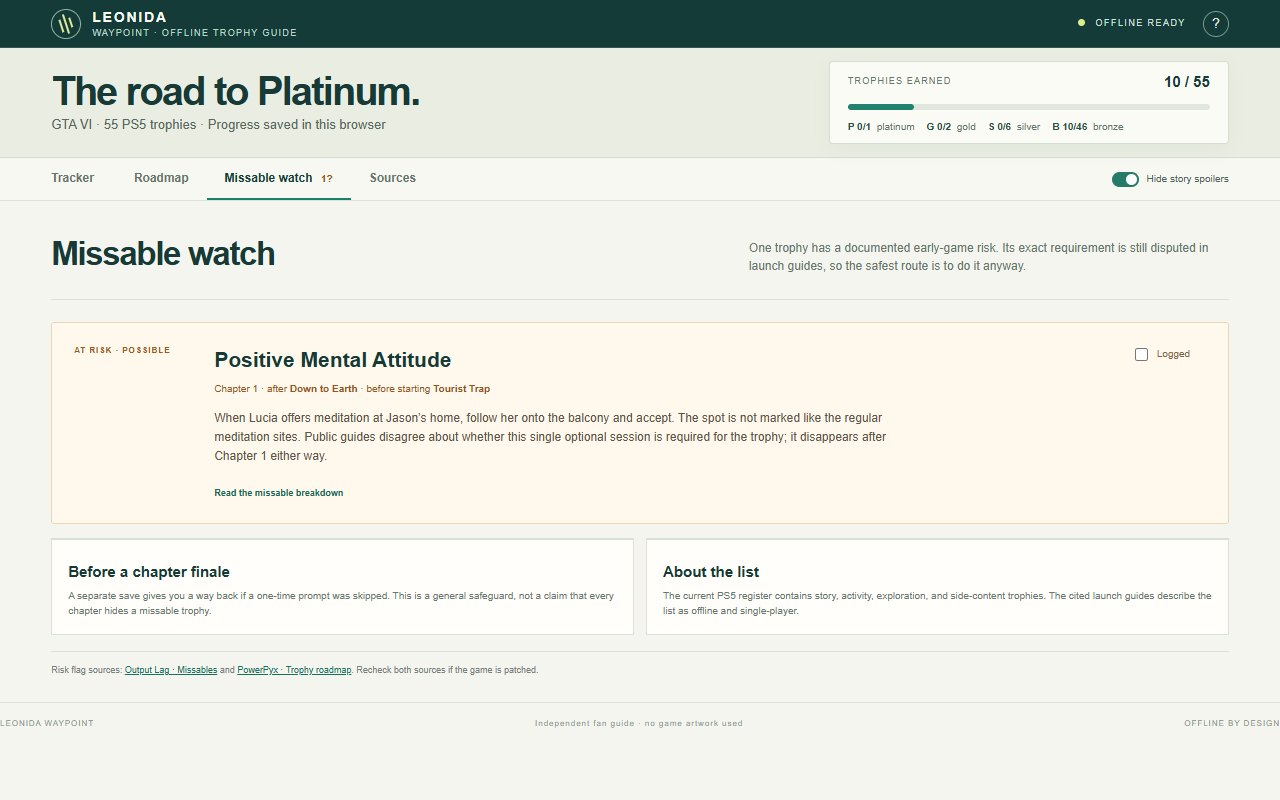 LEONIDA
WAYPOINT · OFFLINE TROPHY GUIDE
OFFLINE READY
?
The road to Platinum.
GTA VI · 55 PS5 trophies · Progress saved in this browser
TROPHIES EARNED
10 / 55
P 0/1 platinum G 0/2 gold S 0/6 silver B 10/46 bronze
Tracker
Roadmap
Missable watch 1?
Sources
Hide story spoilers
Missable watch
One trophy has a documented early-game risk. Its exact requirement is still disputed in
launch guides, so the safest route is to do it anyway.
AT RISK · POSSIBLE
Positive Mental Attitude
Logged
Chapter 1 · after Down to Earth · before starting Tourist Trap
When Lucia offers meditation at Jason's home, follow her onto the balcony and accept. The spot is not marked like the regular
meditation sites. Public guides disagree about whether this single optional session is required for the trophy; it disappears after
Chapter 1 either way.
Read the missable breakdown
Before a chapter finale
A separate save gives you a way back if a one-time prompt was skipped. This is a general safeguard, not a claim that every
chapter hides a missable trophy.
About the list
The current PS5 register contains story, activity, exploration, and side-content trophies. The cited launch guides describe the
list as offline and single-player.
Risk flag sources: Output Lag · Missables and PowerPyx · Trophy roadmap. Recheck both sources if the game is patched.
LEONIDA WAYPOINT
Independent fan guide · no game artwork used
OFFLINE BY DESIGN